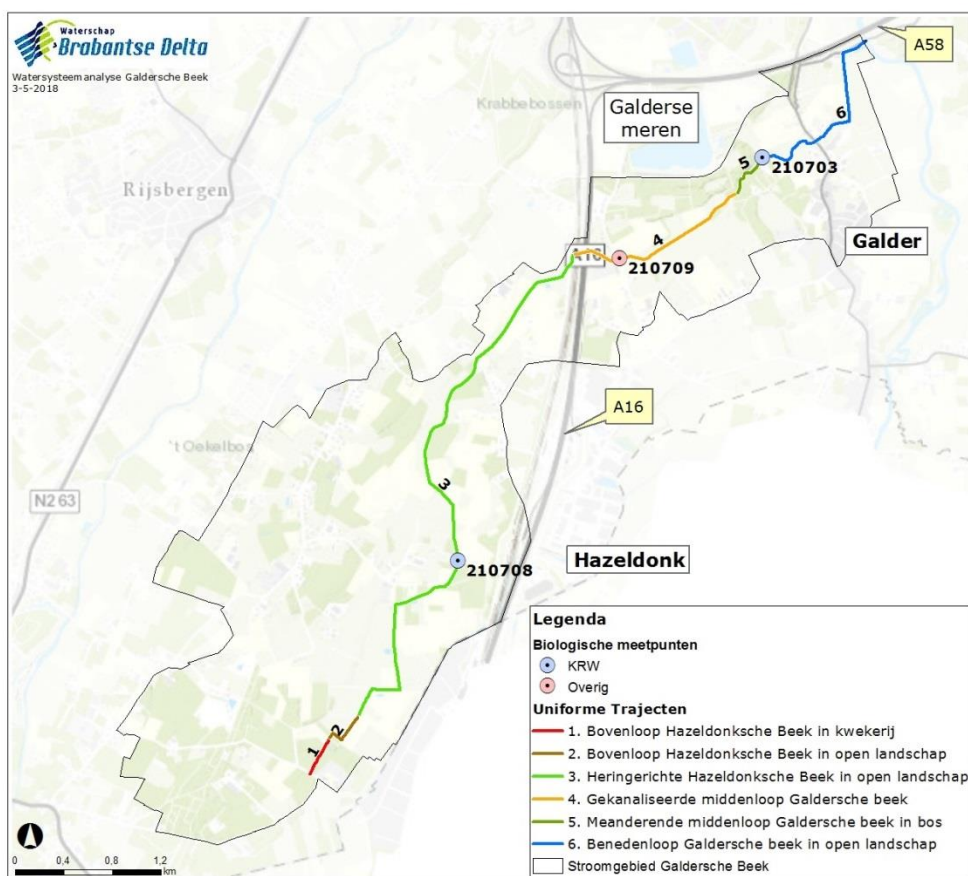 Waterschap
Brabantse Delta
Watersysteemanalyse Galdersche Beek
3-5-2018
A58
Krabbebossen
Galderse
meren
6
5
210703
Rijsbergen
4
Galder
A16
210709
A16
't Oekelbos
3
N263
Hazeldonk
210708
2
1
Legenda
Biologische meetpunten
KRW
Overig
Uniforme Trajecten
1. Bovenloop Hazeldonksche Beek in kwekerij
2. Bovenloop Hazeldonksche Beek in open landschap
3. Heringerichte Hazeldonksche Beek in open landschap
4. Gekanaliseerde middenloop Galdersche beek
5. Meanderende middenloop Galdersche beek in bos
6. Benedenloop Galdersche beek in open landschap
Stroomgebied Galdersche Beek
0 0,4 0,8 1,2
km